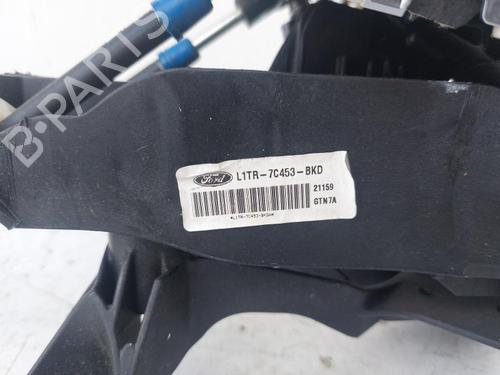 B-PARTS
Ford
L1TR-7C453-BKD
21159
GTN7A